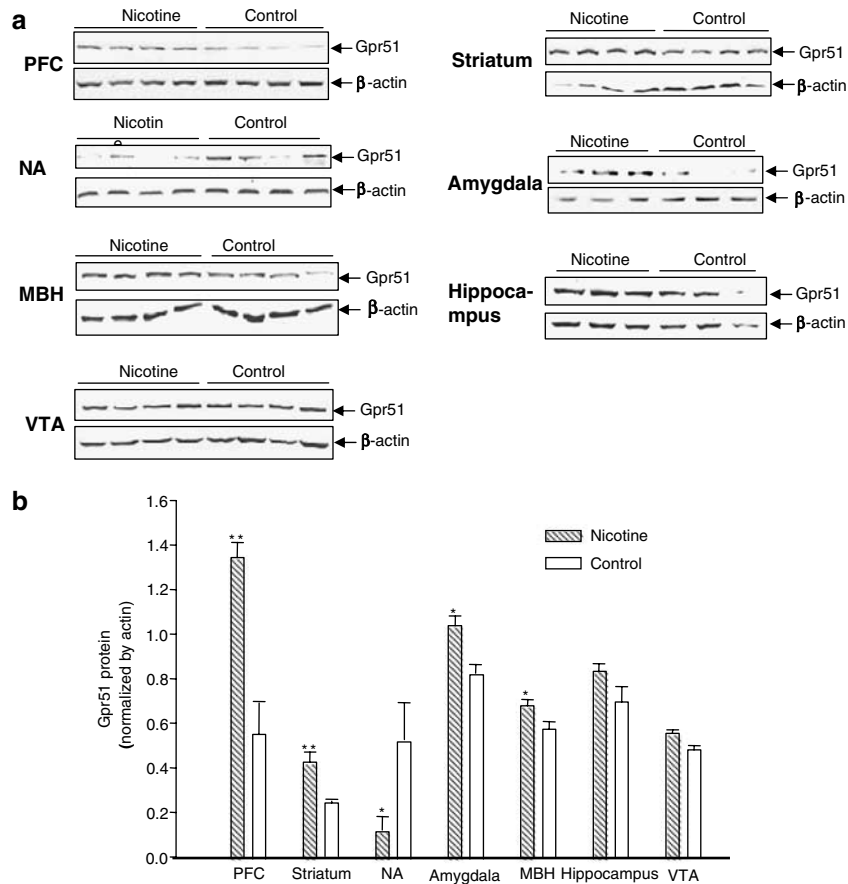 a
Nicotine Control
PFC
Gpr51
β-actin
Nicotin
e
Control
NA
Gpr51
β-actin
Nicotine Control
MBH
Gpr51
β-actin
Nicotine Control
VTA
Gpr51
β-actin
Nicotine Control
Striatum
Gpr51
β-actin
Nicotine Control
Amygdala
Gpr51
β-actin
Nicotine Control
Hippoca-
mpus
Gpr51
β-actin
b
Gpr51 protein
(normalized by actin)
1.6
1.4
1.2
1.0
0.8
0.6
0.4
0.2
0.0
**
**
*
*
*
Nicotine
Control
PFC Striatum NA Amygdala MBH Hippocampus VTA